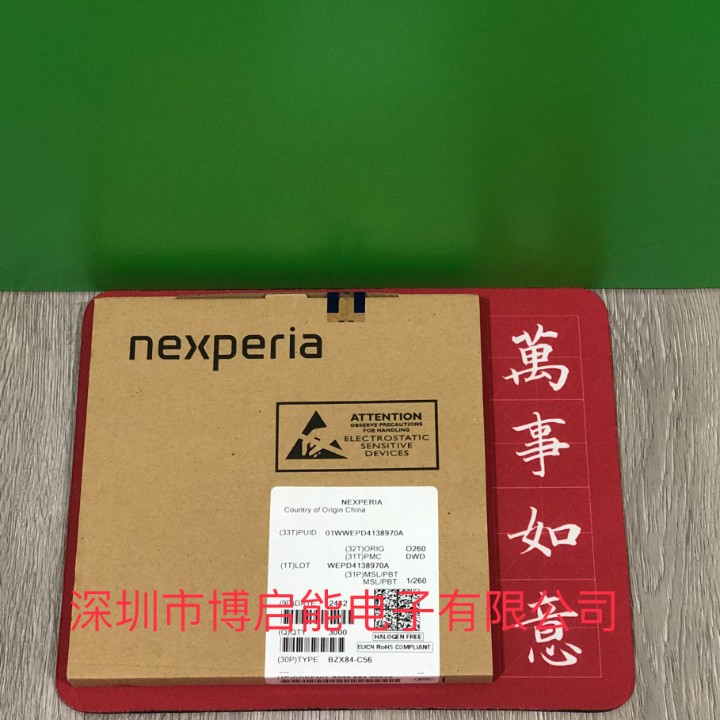 nexperia
ATTENTION
OBSERVE PRECAUTIONS
FOR HANDLING
ELECTROSTATIC
SENSITIVE
DEVICES
NEXPERIA
Country of Origin China
(33T)PUID 01WWEPD4138970A
(32T)ORIG O260
(31T)PMC DWD
(1T)LOT WEPD4138970A
(31P)MSL/PBT
MSL/PBT 1/260
深圳市博启能电子有限公司
(Q)QTY 3000
HALOGEN FREE
EU/CN RoHS COMPLIANT
(30P)TYPE BZX84-C56
萬事如意